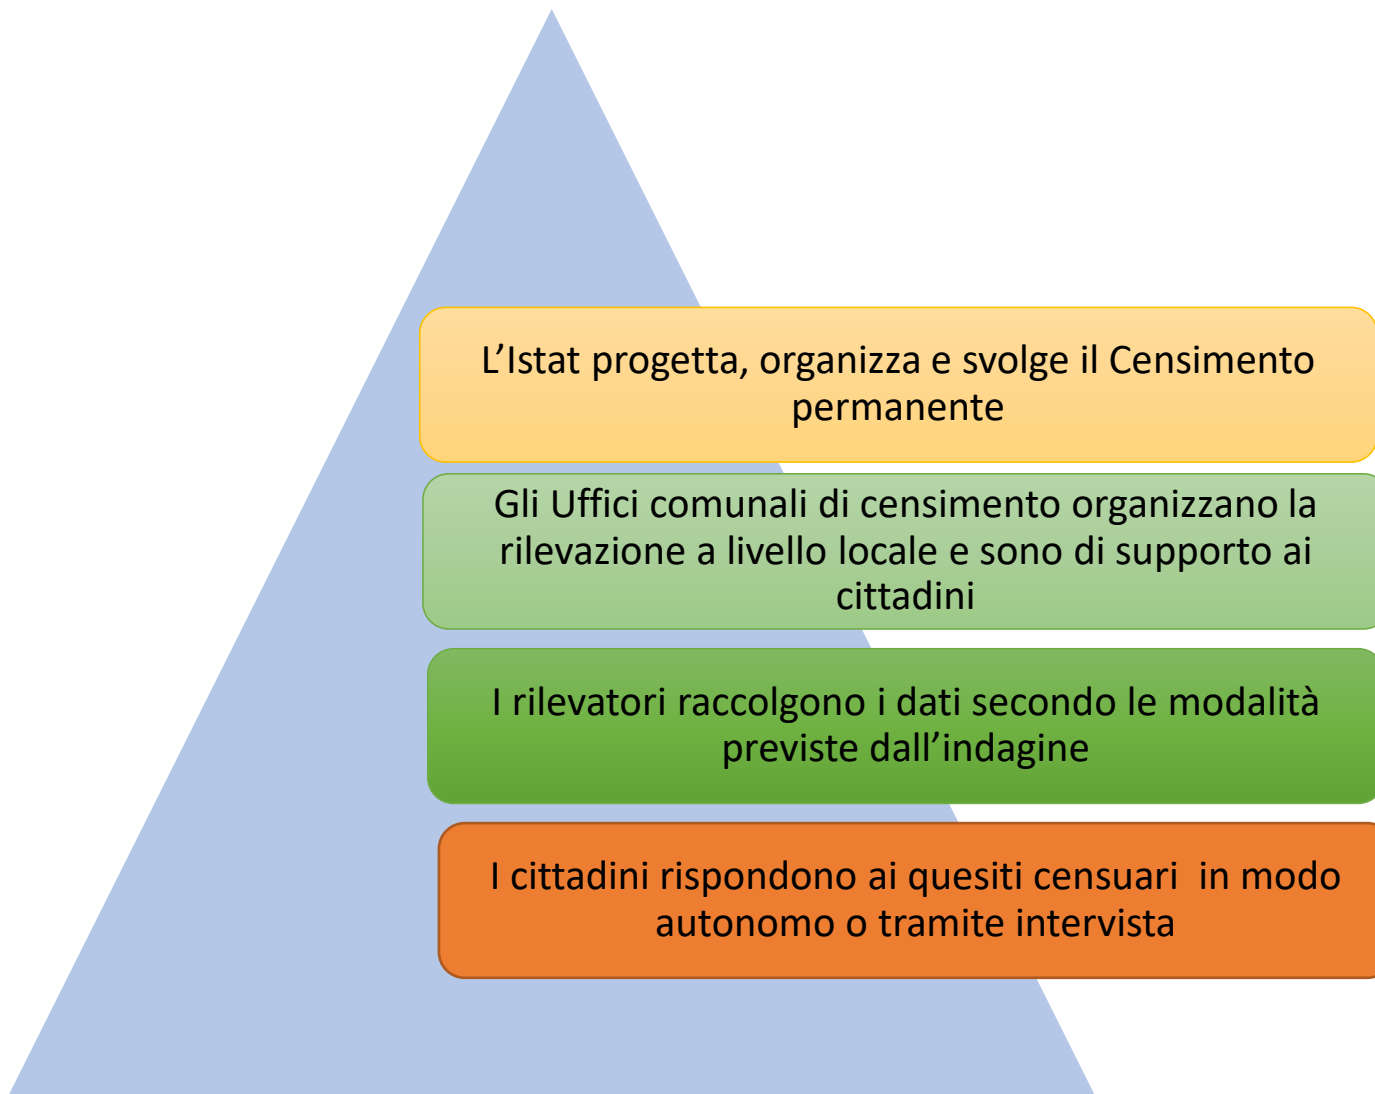 L’Istat progetta, organizza e svolge il Censimento
permanente
Gli Uffici comunali di censimento organizzano la
rilevazione a livello locale e sono di supporto ai
cittadini
I rilevatori raccolgono i dati secondo le modalità
previste dall’indagine
I cittadini rispondono ai quesiti censuari  in modo
autonomo o tramite intervista